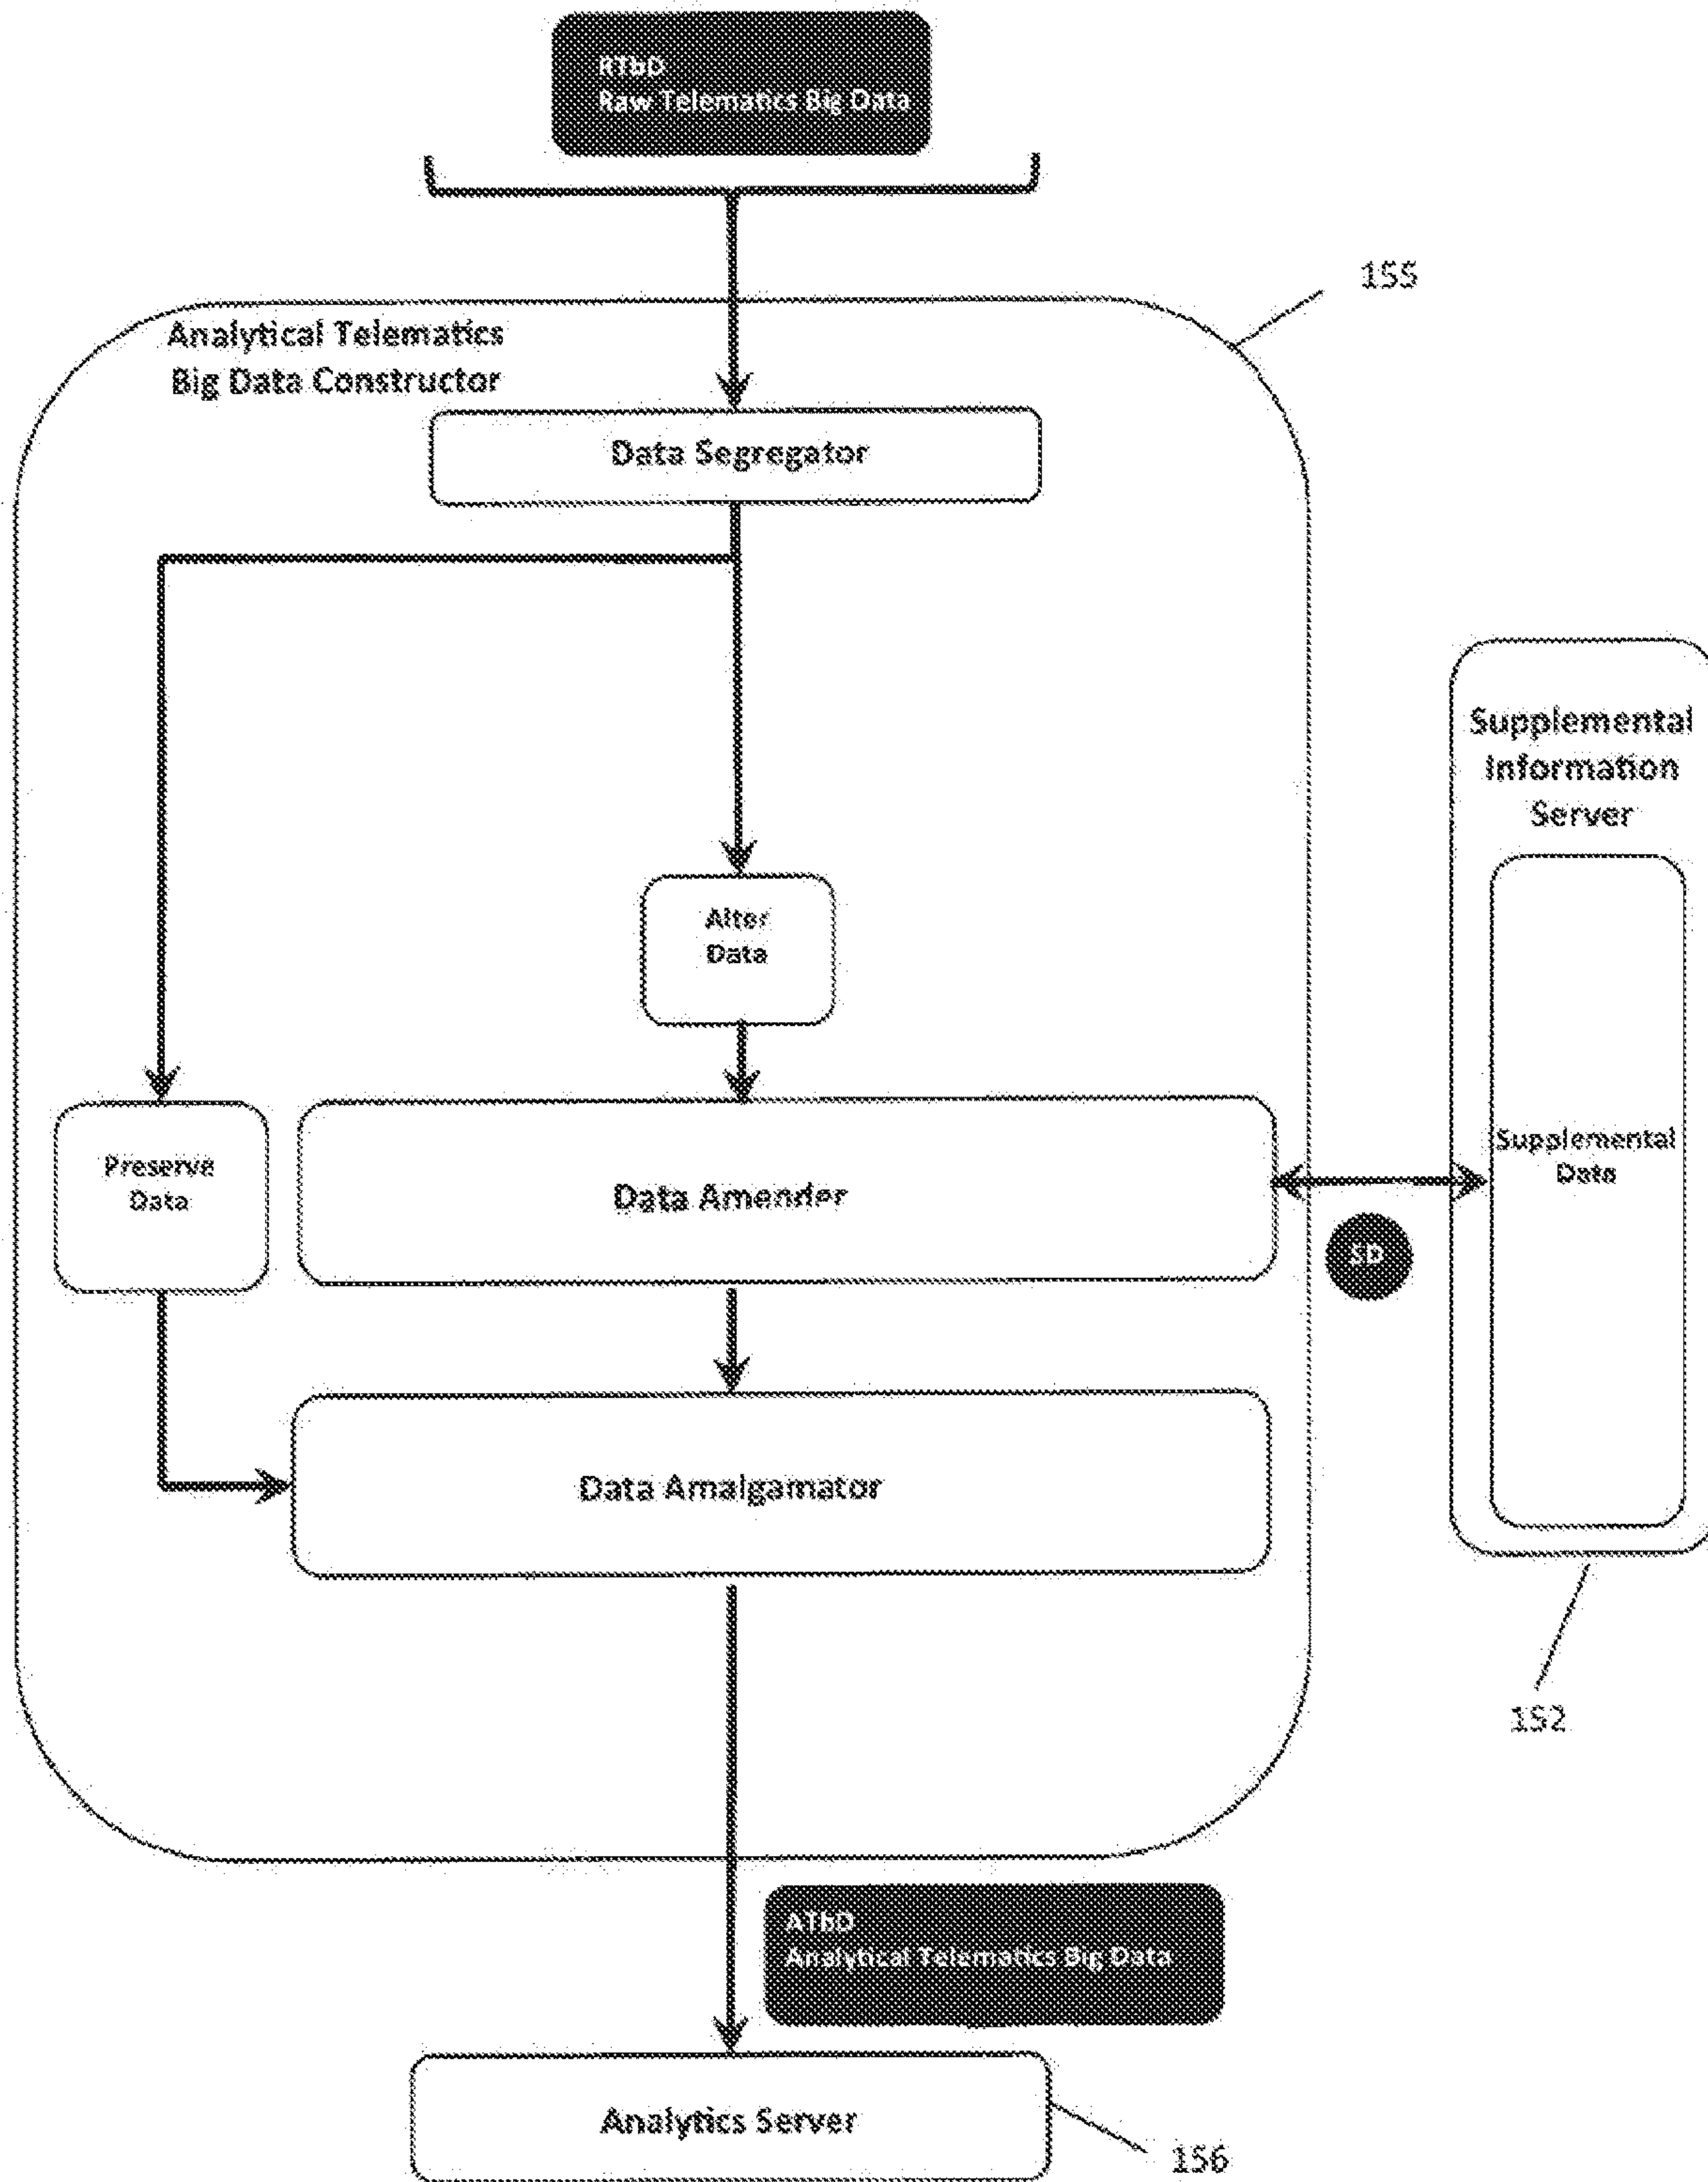 RTbD
Raw Telematics Big Data
155
Analytical Telematics
Big Data Constructor
Data Segregator
Supplemental
Information
Server
Alter
Data
Preserve
Data
Data Amender
Supplemental
Data
SD
Data Amalgamator
152
ATbD
Analytical Telematics Big Data
Analytics Server
156